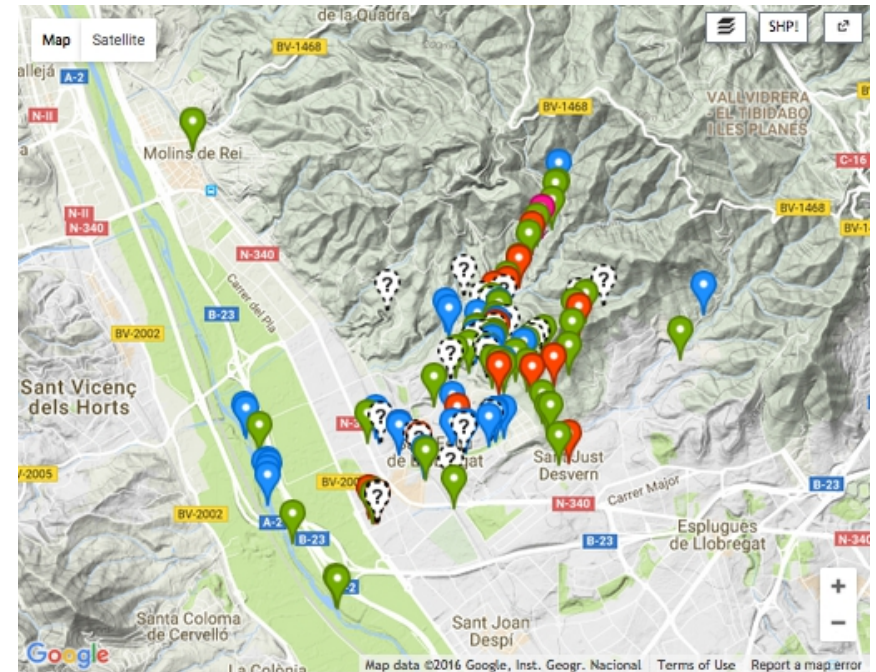 de la Quadra
Map
Satellite
SHP!
BV-1468
A-2
N-II
BV-1468
VALLVIDRERA
- EL TIBIDABO
I LES PLANES
Molins de Rei
C-16
N-II
N-340
BV-1468
N-340
?
?
?
Carrer del Pla
B-23
BV-2002
?
Sant Vicenç
dels Horts
?
?
de L
gat
Sant Just
Desvern
?
-2005
BV-200
?
Carrer Major
B-23
N-340
BV-2002
A-2
B-23
B-23
Esplugues
de Llobregat
N-340
-2
+
−
Santa Coloma
de Cervelló
Sant Joan
Despí
Google
La Colònia
Map data ©2016 Google, Inst. Geogr. Nacional
Terms of Use
Report a map error